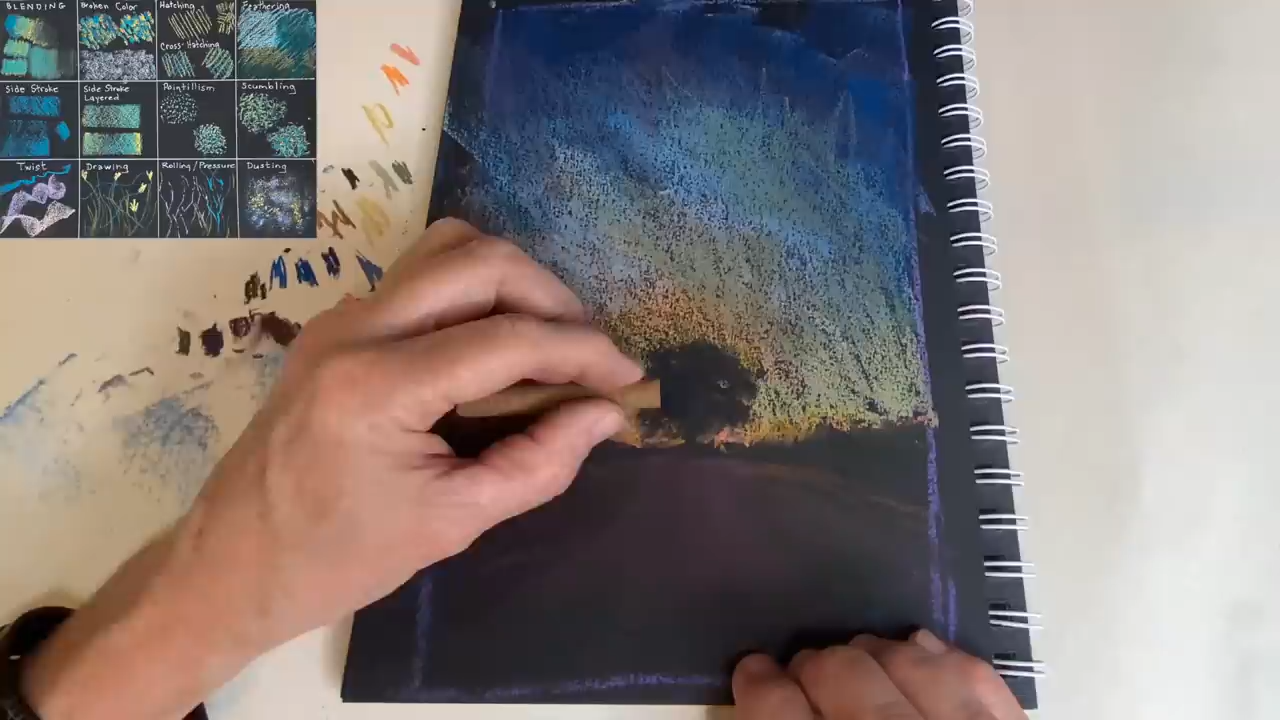 BLENDING
Broken Color
Hatching
Feathering
Cross-Hatching
Side Stroke
Side Stroke
Layered
Pointillism
Scumbling
Twist
Drawing
Rolling/Pressure
Dusting